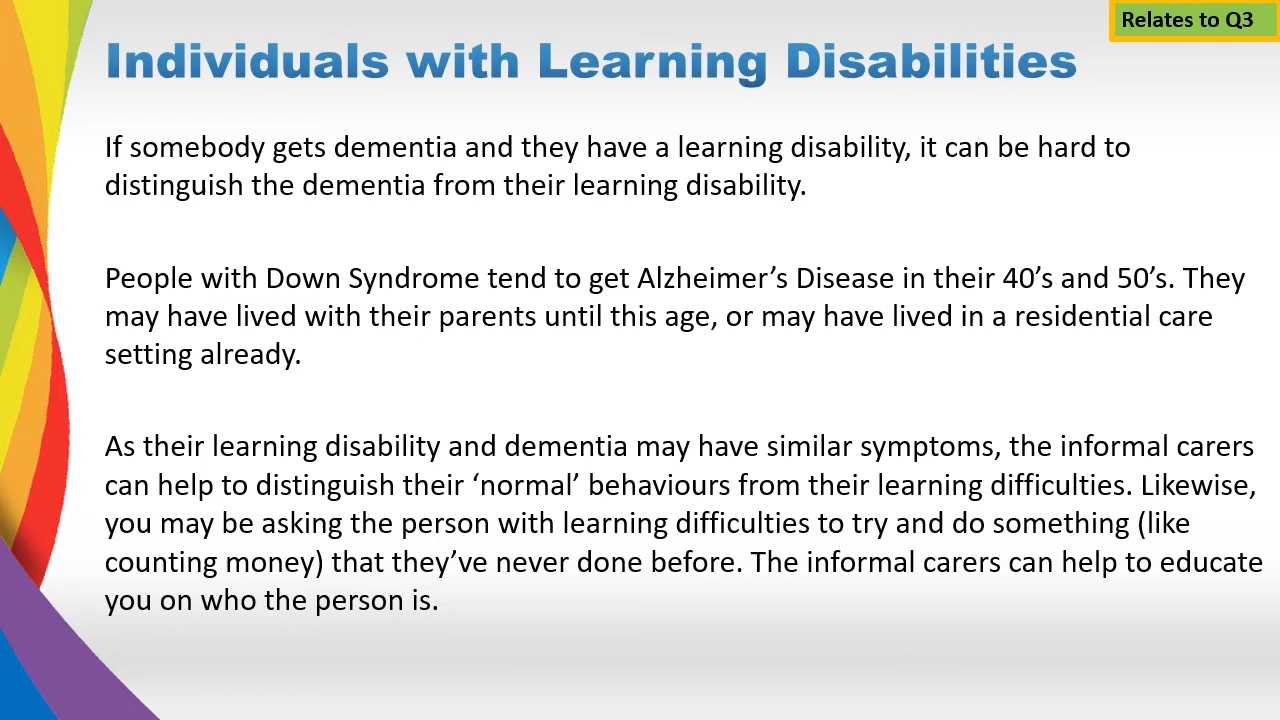 Relates to Q3
Individuals with Learning Disabilities
If somebody gets dementia and they have a learning disability, it can be hard to
distinguish the dementia from their learning disability.
People with Down Syndrome tend to get Alzheimer’s Disease in their 40’s and 50’s. They
may have lived with their parents until this age, or may have lived in a residential care
setting already.
As their learning disability and dementia may have similar symptoms, the informal carers
can help to distinguish their ‘normal’ behaviours from their learning difficulties. Likewise,
you may be asking the person with learning difficulties to try and do something (like
counting money) that they’ve never done before. The informal carers can help to educate
you on who the person is.